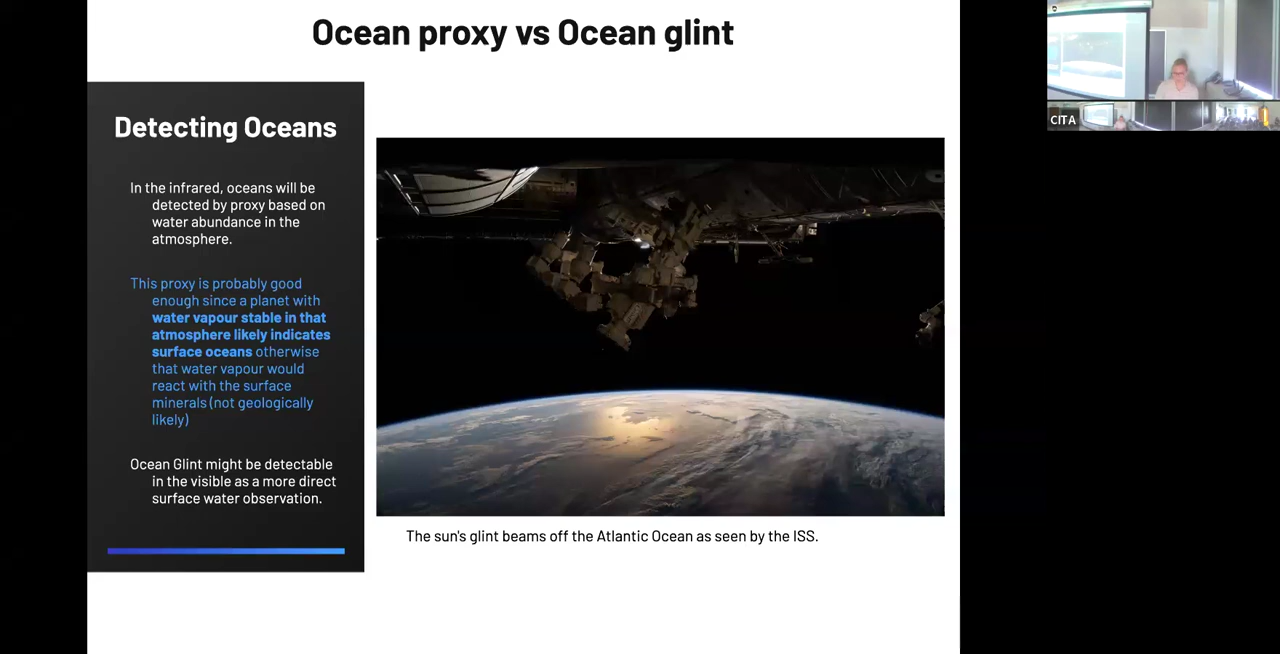 Ocean proxy vs Ocean glint
Detecting Oceans
In the infrared, oceans will be
detected by proxy based on
water abundance in the
atmosphere.
This proxy is probably good
enough since a planet with
water vapour stable in that
atmosphere likely indicates
surface oceans otherwise
that water vapour would
react with the surface
minerals (not geologically
likely)
Ocean Glint might be detectable
in the visible as a more direct
surface water observation.
The sun's glint beams off the Atlantic Ocean as seen by the ISS.
CITA